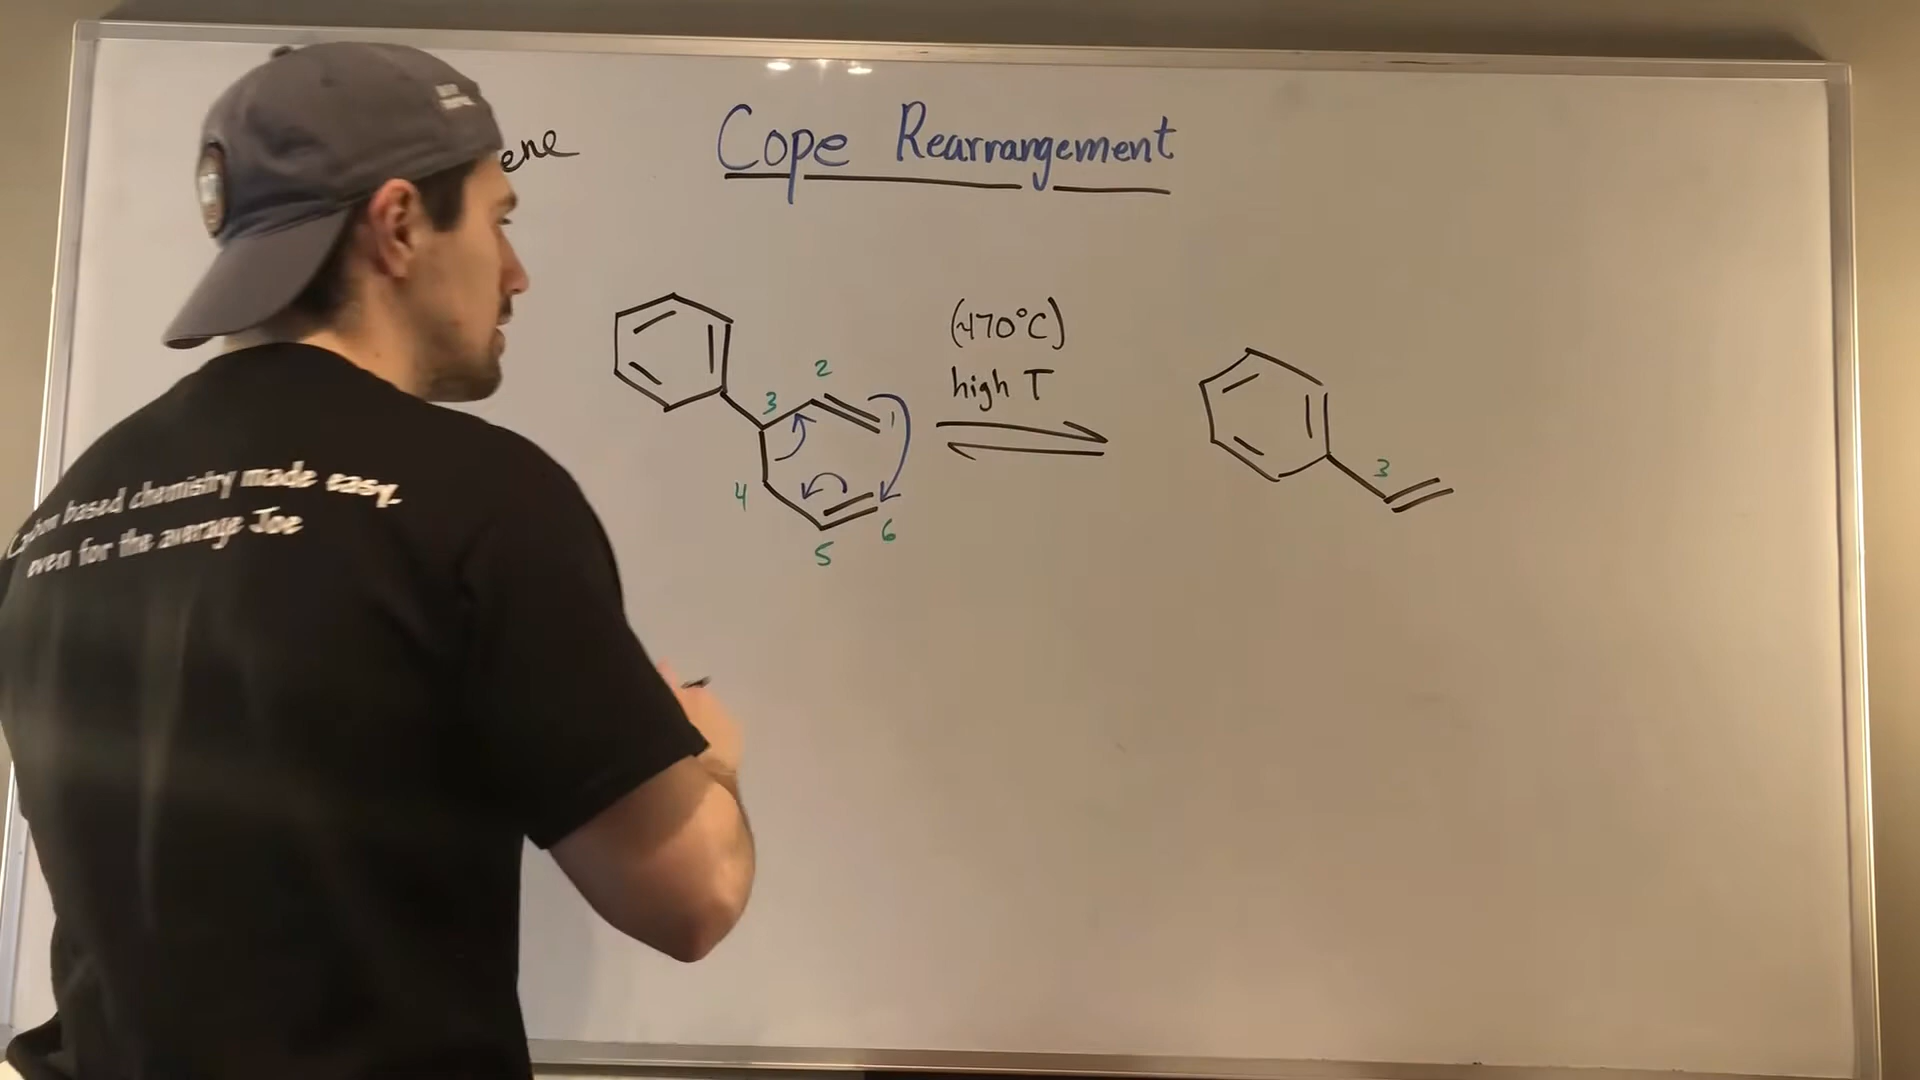 Cope Rearrangement
ene
(~170°C)
high T
2
3
1
4
5
6
3
Carbon based chemistry made easy.
even for the average Joe